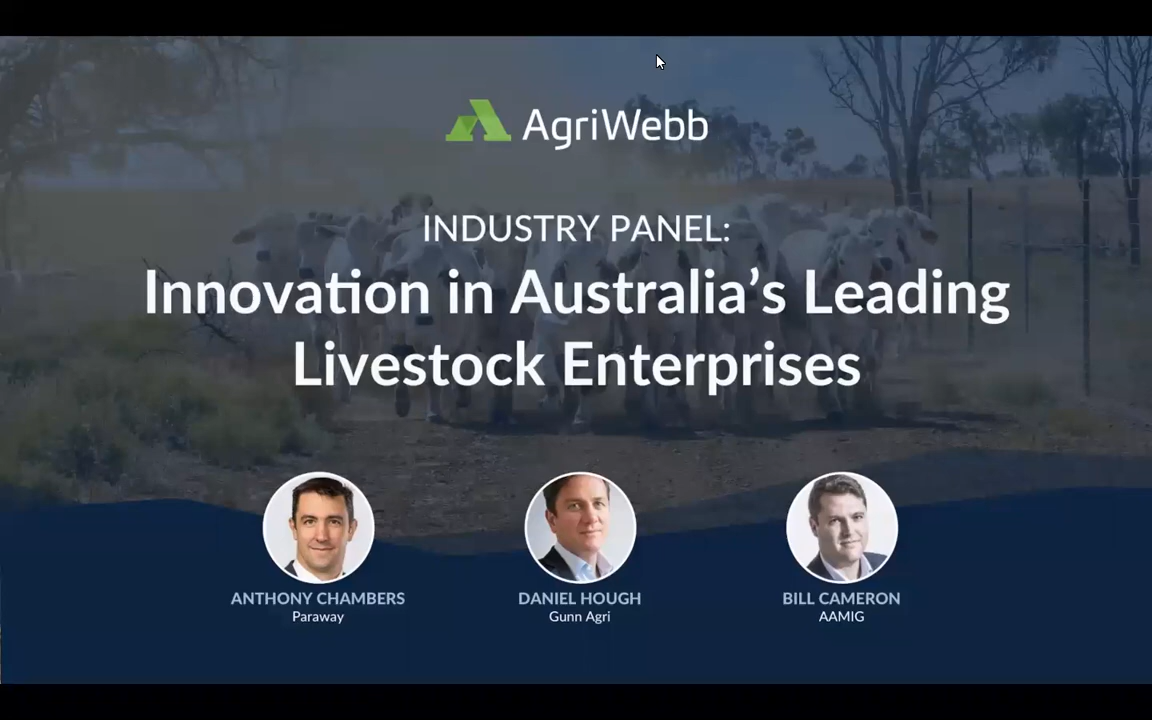 AgriWebb
INDUSTRY PANEL:
Innovation in Australia's Leading
Livestock Enterprises
ANTHONY CHAMBERS
Paraway
DANIEL HOUGH
Gunn Agri
BILL CAMERON
AAMIG